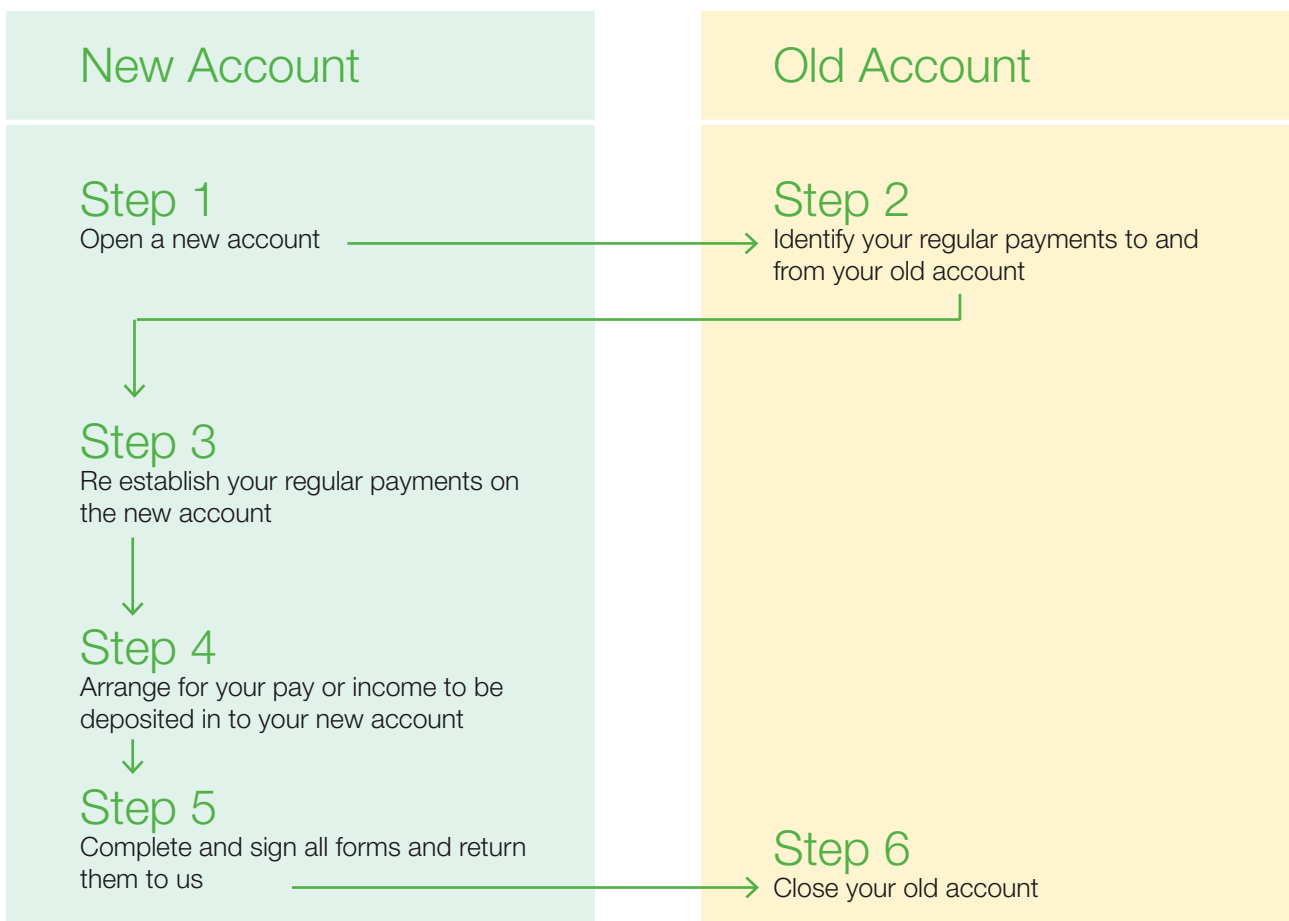 New Account
Old Account
Step 1
Open a new account
Step 2
Identify your regular payments to and
from your old account
Step 3
Re establish your regular payments on
the new account
Step 4
Arrange for your pay or income to be
deposited in to your new account
Step 5
Complete and sign all forms and return
them to us
Step 6
Close your old account